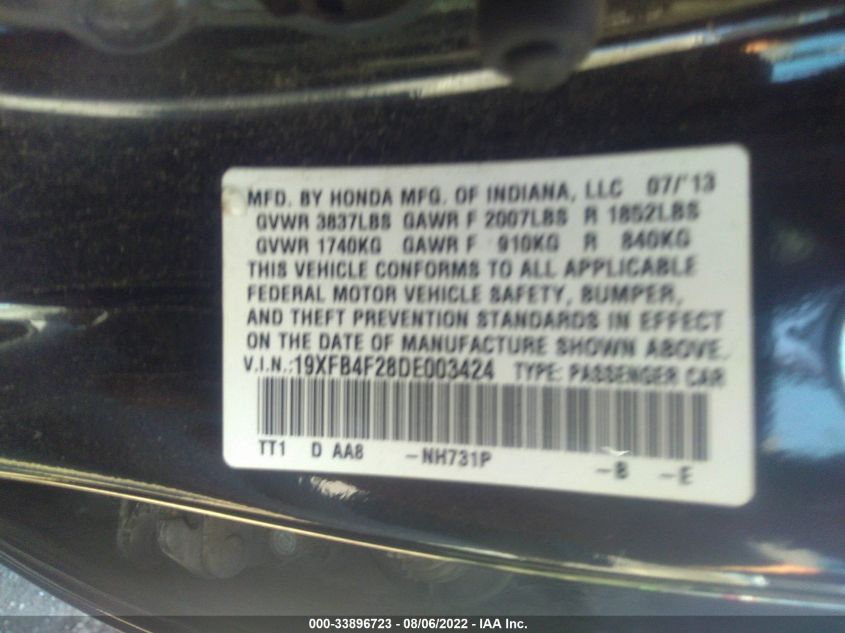 MFD. BY HONDA MFG. OF INDIANA, LLC 07/'13
GVWR 3837LBS GAWR F 2007LBS R 1852LBS
GVWR 1740KG GAWR F 910KG R 840KG
THIS VEHICLE CONFORMS TO ALL APPLICABLE
FEDERAL MOTOR VEHICLE SAFETY, BUMPER,
AND THEFT PREVENTION STANDARDS IN EFFECT
ON THE DATE OF MANUFACTURE SHOWN ABOVE.
V.I.N.:19XFB4F28DE003424 TYPE: PASSENGER CAR
TT1 D AA8 -NH731P -B -E
000-33896723 - 08/06/2022 - IAA Inc.